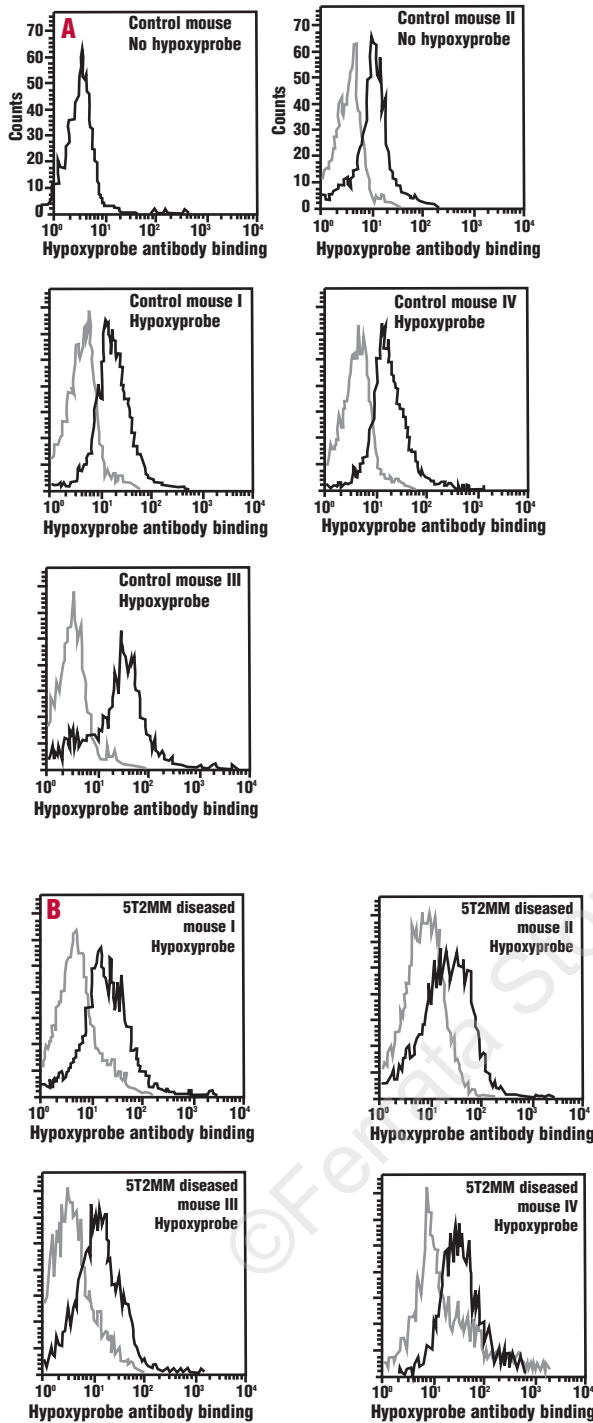 A
Control mouse
No hypoxyprobe
Counts
70
60
50
40
30
20
10
0
10⁰ 10¹ 10² 10³ 10⁴
Hypoxyprobe antibody binding
Control mouse II
No hypoxyprobe
Counts
70
60
50
40
30
20
10
0
10⁰ 10¹ 10² 10³ 10⁴
Hypoxyprobe antibody binding
Control mouse I
Hypoxyprobe
10⁰ 10¹ 10² 10³ 10⁴
Hypoxyprobe antibody binding
Control mouse IV
Hypoxyprobe
10⁰ 10¹ 10² 10³ 10⁴
Hypoxyprobe antibody binding
Control mouse III
Hypoxyprobe
10⁰ 10¹ 10² 10³ 10⁴
Hypoxyprobe antibody binding
B
5T2MM diseased
mouse I
Hypoxyprobe
10⁰ 10¹ 10² 10³ 10⁴
Hypoxyprobe antibody binding
5T2MM diseased
mouse II
Hypoxyprobe
10⁰ 10¹ 10² 10³ 10⁴
Hypoxyprobe antibody binding
5T2MM diseased
mouse III
Hypoxyprobe
10⁰ 10¹ 10² 10³ 10⁴
Hypoxyprobe antibody binding
5T2MM diseased
mouse IV
Hypoxyprobe
10⁰ 10¹ 10² 10³ 10⁴
Hypoxyprobe antibody binding